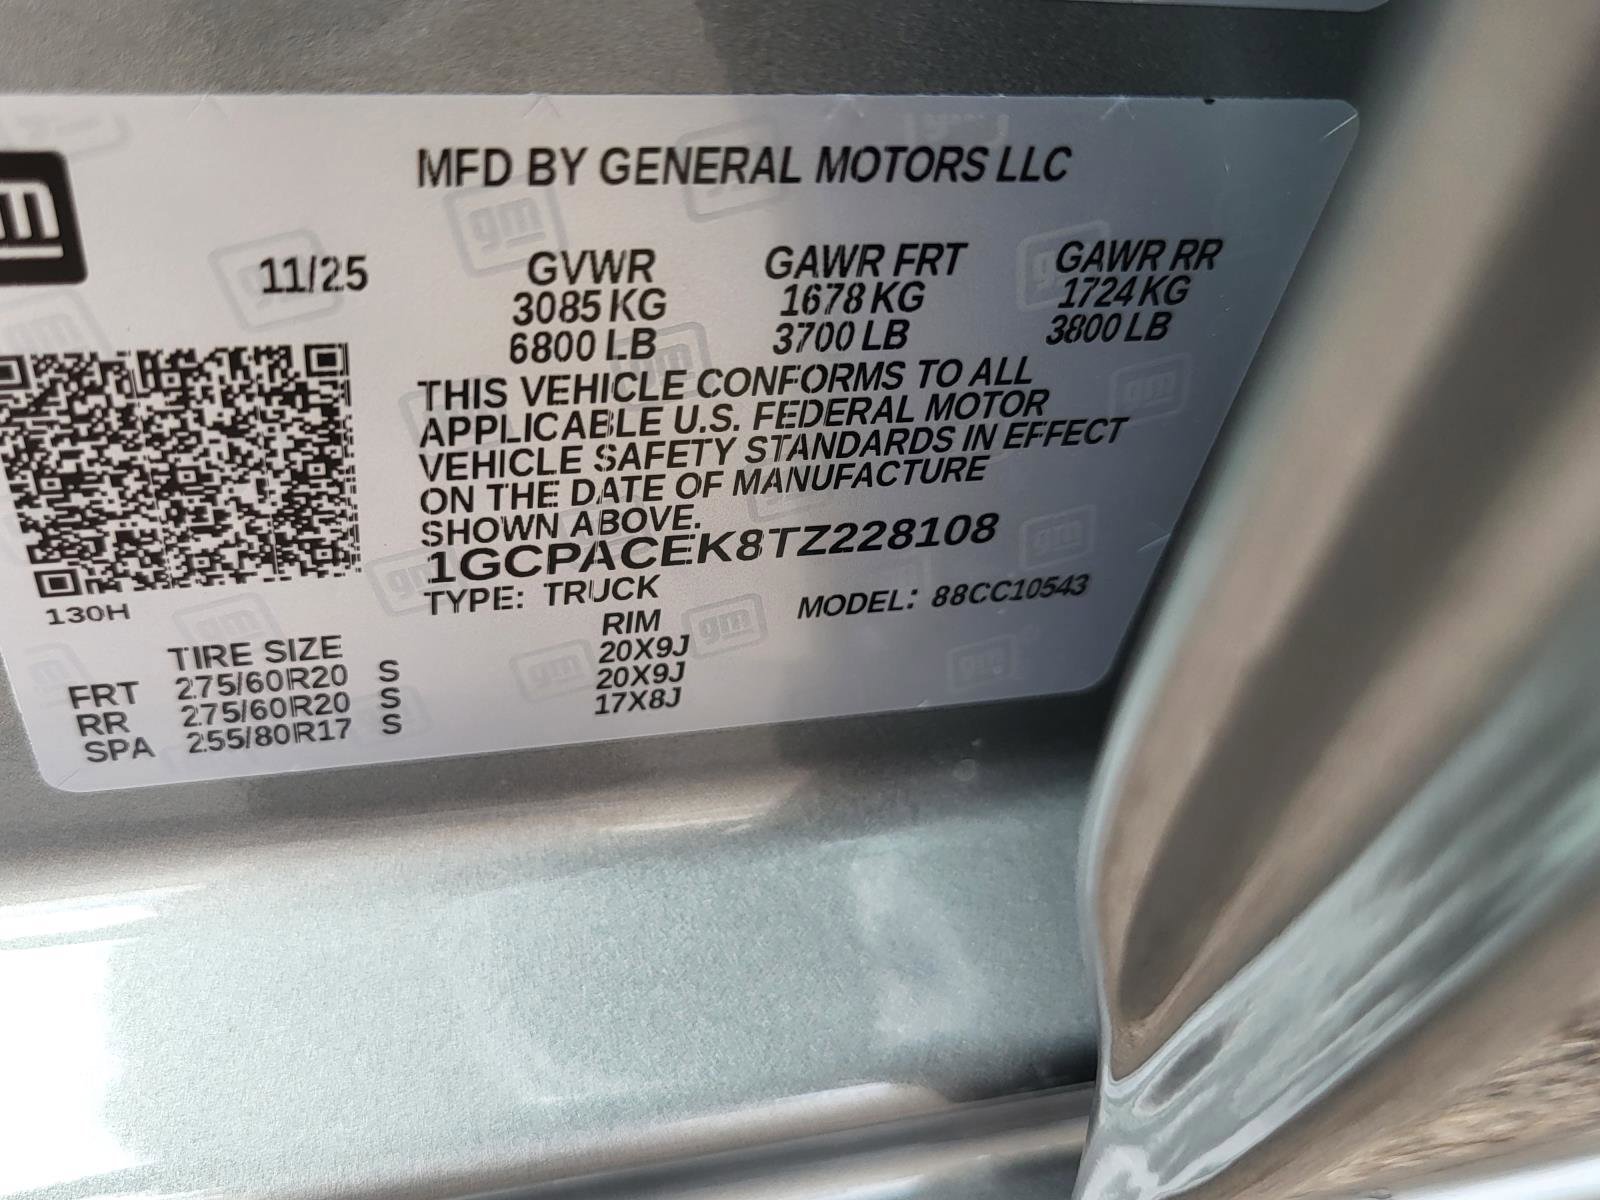 MFD BY GENERAL MOTORS LLC
gm
11/25 GVWR GAWR FRT GAWR RR
3085 KG 1678 KG 1724 KG
6800 LB 3700 LB 3800 LB
THIS VEHICLE CONFORMS TO ALL
APPLICABLE U.S. FEDERAL MOTOR
VEHICLE SAFETY STANDARDS IN EFFECT
ON THE DATE OF MANUFACTURE
SHOWN ABOVE.
1GCPACEK8TZ228108
130H TYPE: TRUCK MODEL: 88CC10543
TIRE SIZE RIM
FRT 275/60R20 S 20X9J
RR 275/60R20 S 20X9J
SPA 255/80R17 S 17X8J